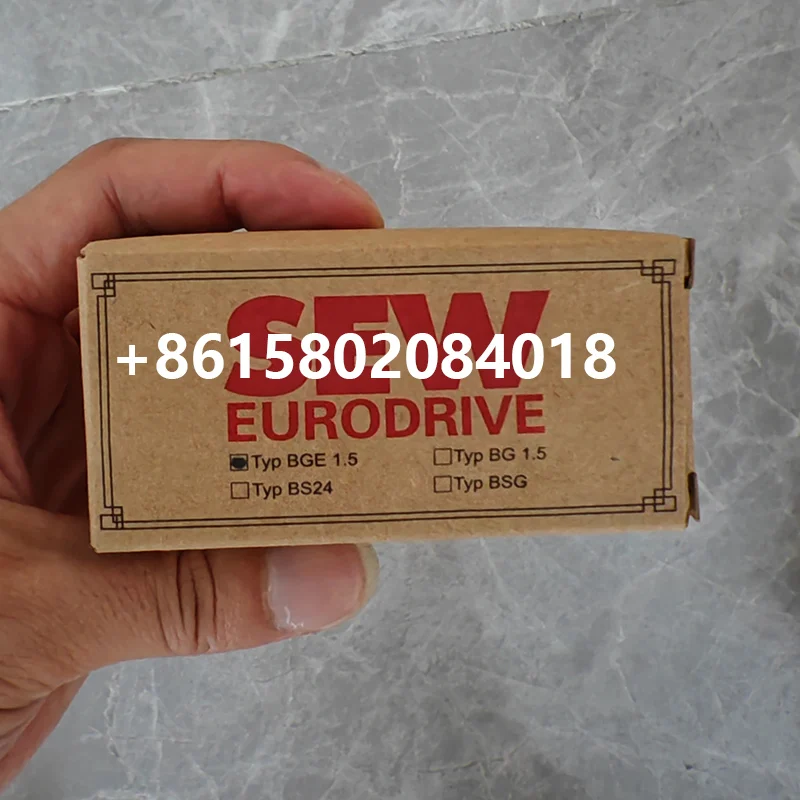 SEW
+8615802084018
EURODRIVE
Typ BGE 1.5
Typ BG 1.5
Typ BS24
Typ BSG